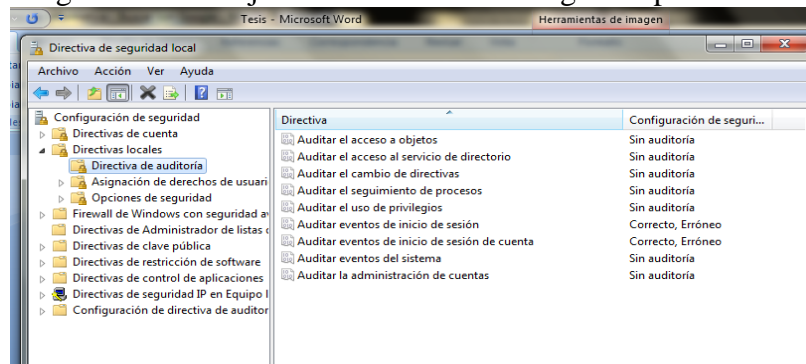 Tesis - Microsoft Word
Herramientas de imagen
Directiva de seguridad local
Archivo Acción Ver Ayuda
Configuración de seguridad
Directivas de cuenta
Directivas locales
Directiva de auditoría
Asignación de derechos de usuari
Opciones de seguridad
Firewall de Windows con seguridad a
Directivas de Administrador de listas
Directivas de clave pública
Directivas de restricción de software
Directivas de control de aplicaciones
Directivas de seguridad IP en Equipo l
Configuración de directiva de auditor
Directiva Configuración de seguri...
Auditar el acceso a objetos Sin auditoría
Auditar el acceso al servicio de directorio Sin auditoría
Auditar el cambio de directivas Sin auditoría
Auditar el seguimiento de procesos Sin auditoría
Auditar el uso de privilegios Sin auditoría
Auditar eventos de inicio de sesión Correcto, Erróneo
Auditar eventos de inicio de sesión de cuenta Correcto, Erróneo
Auditar eventos del sistema Sin auditoría
Auditar la administración de cuentas Sin auditoría